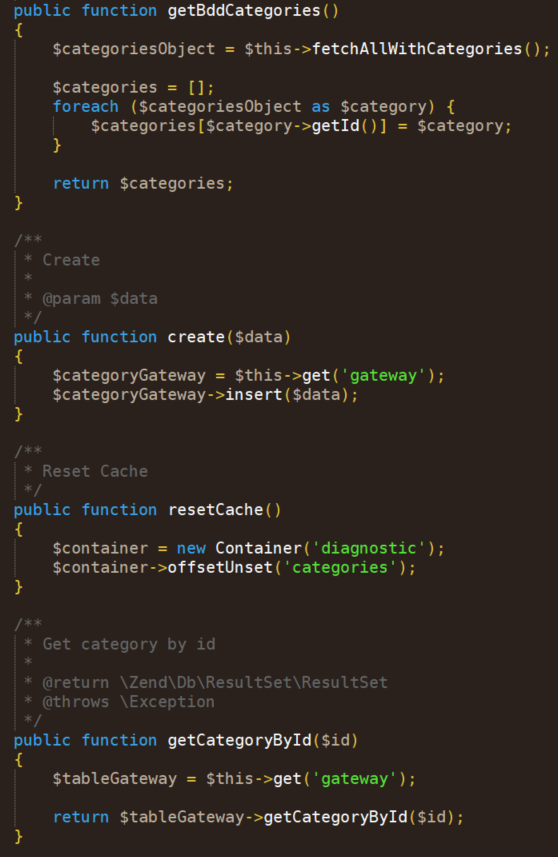 public function getBddCategories()
{
    $categoriesObject = $this->fetchAllWithCategories();

    $categories = [];
    foreach ($categoriesObject as $category) {
        $categories[$category->getId()] = $category;
    }

    return $categories;
}

/**
 * Create
 *
 * @param $data
 */
public function create($data)
{
    $categoryGateway = $this->get('gateway');
    $categoryGateway->insert($data);
}

/**
 * Reset Cache
 */
public function resetCache()
{
    $container = new Container('diagnostic');
    $container->offsetUnset('categories');
}

/**
 * Get category by id
 *
 * @return \Zend\Db\ResultSet\ResultSet
 * @throws \Exception
 */
public function getCategoryById($id)
{
    $tableGateway = $this->get('gateway');

    return $tableGateway->getCategoryById($id);
}